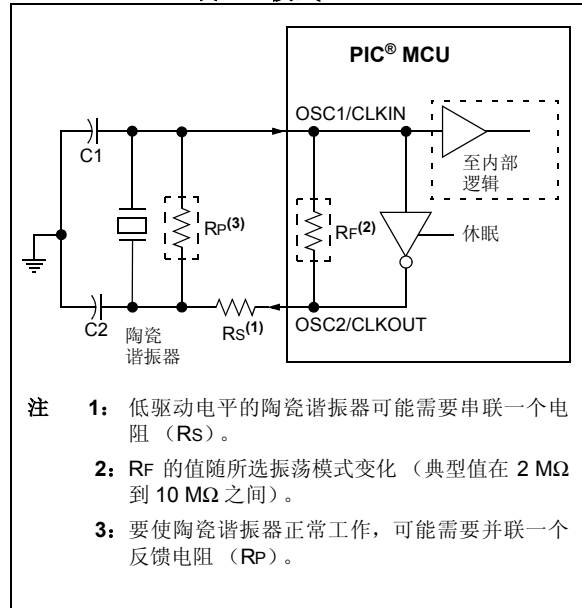 PIC® MCU
OSC1/CLKIN
C1
至内部
逻辑
RP(3)
RF(2)
休眠
C2
陶瓷
谐振器
RS(1)
OSC2/CLKOUT
注 1： 低驱动电平的陶瓷谐振器可能需要串联一个电
阻 （RS）。
2： RF 的值随所选振荡模式变化 （典型值在 2 MΩ
到 10 MΩ 之间）。
3： 要使陶瓷谐振器正常工作，可能需要并联一个
反馈电阻 （RP）。